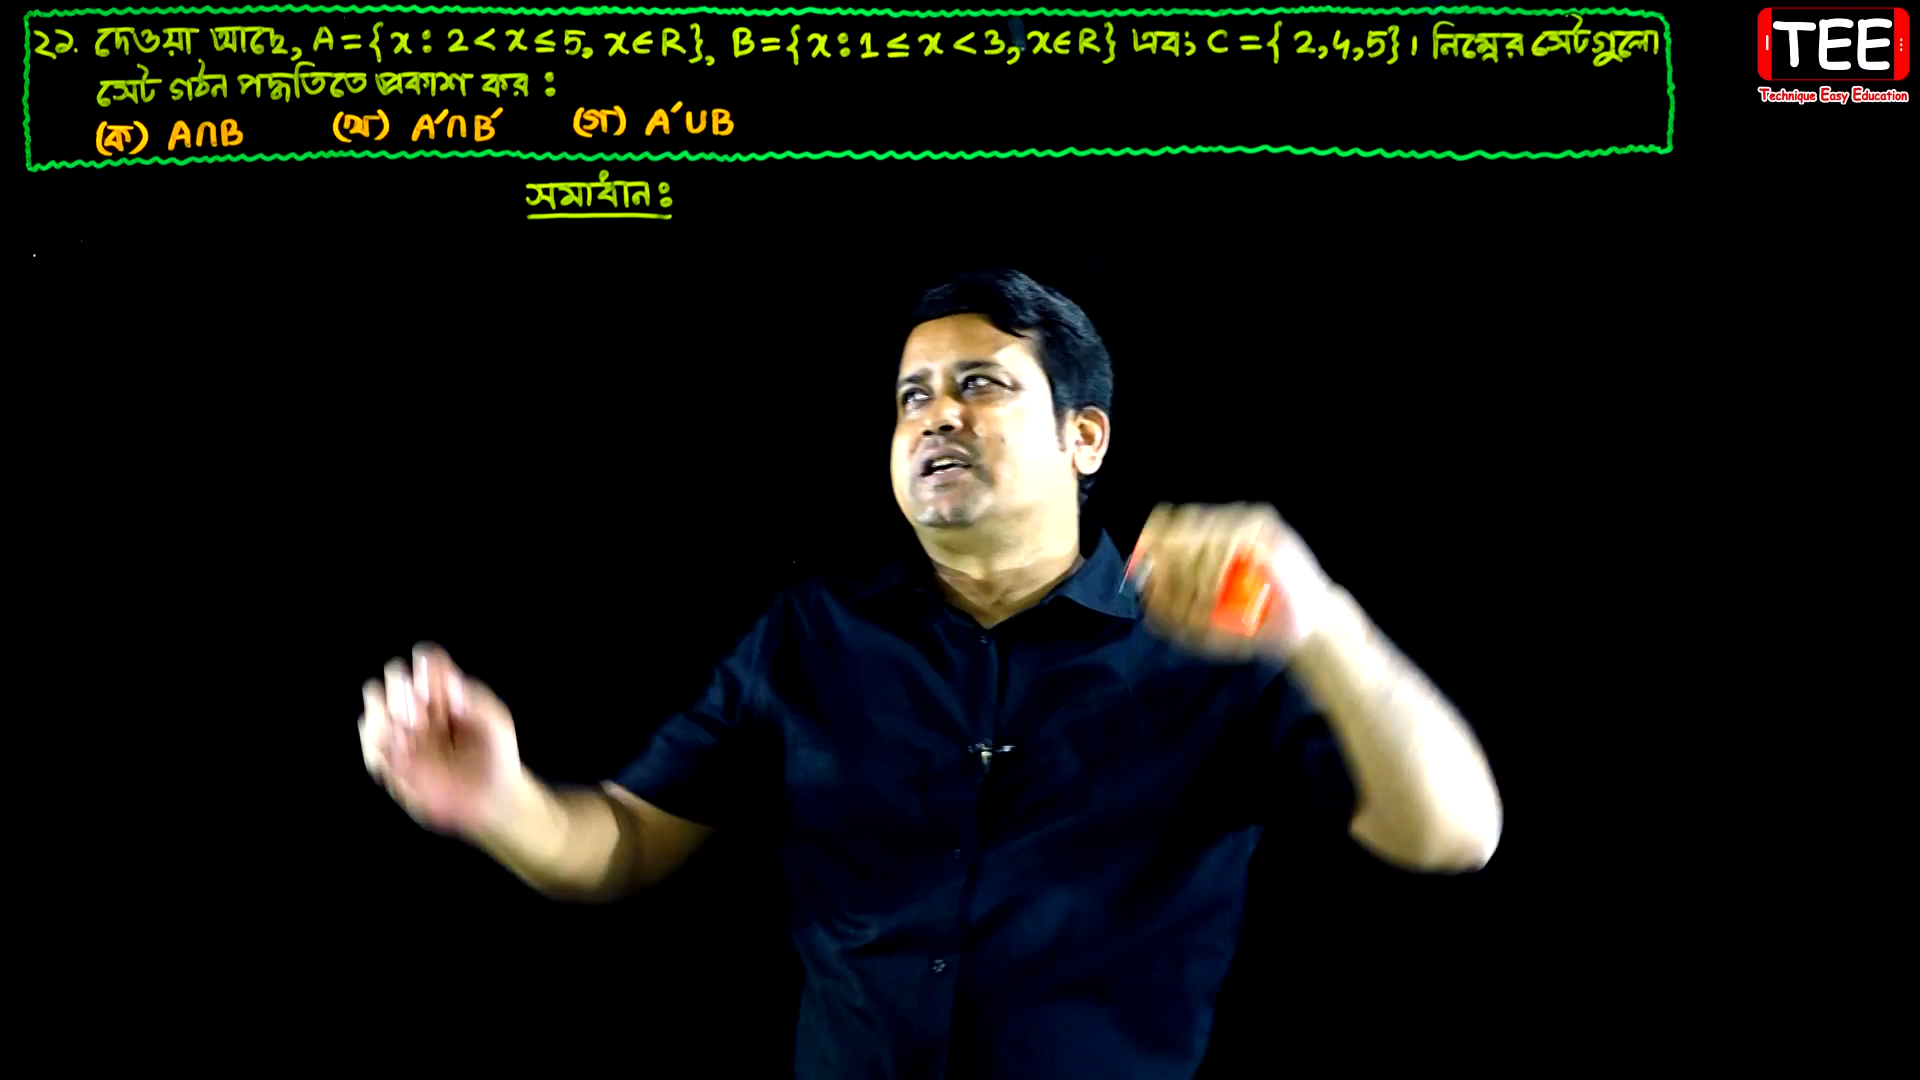 ২১. দেওয়া আছে, A={x : 2<x≤5, x∈R}, B={x : 1≤x<3, x∈R} এবং C={2,4,5}। নিম্নের সেটগুলো
সেট গঠন পদ্ধতিতে প্রকাশ কর :
(ক) A∩B (খ) A′∩B′ (গ) A′∪B
সমাধান :
TEE
Technique Easy Education